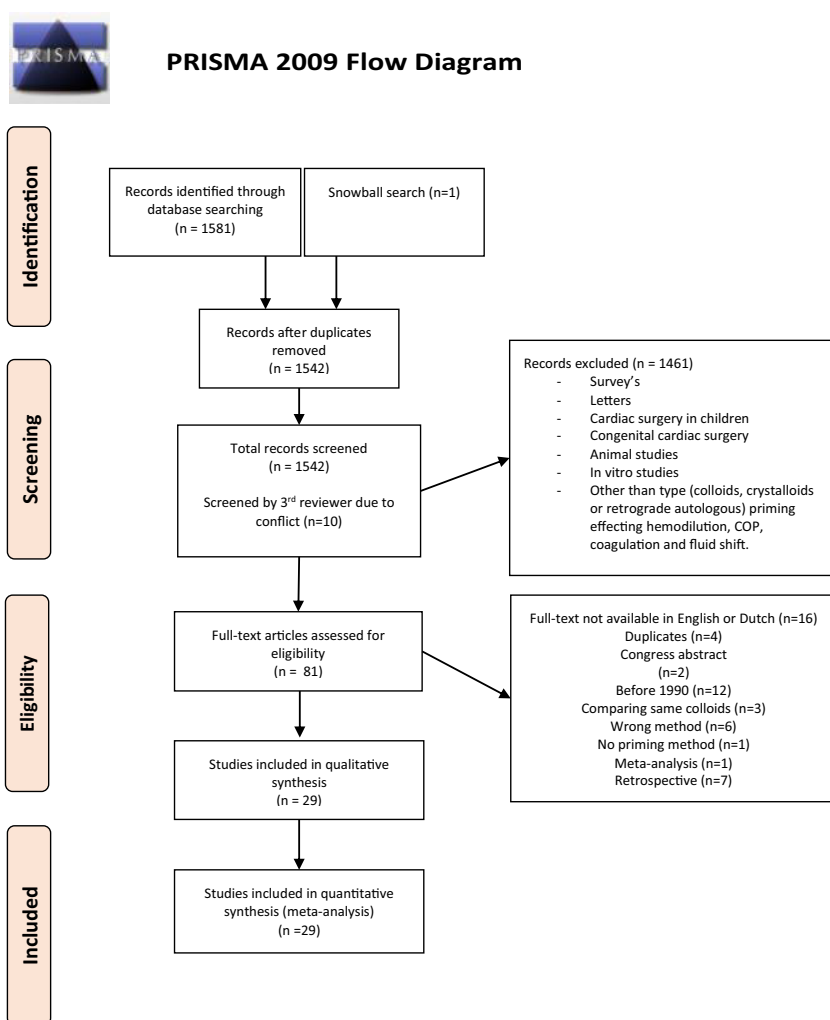 PRISMA
PRISMA 2009 Flow Diagram
Identification
Records identified through
database searching
(n = 1581)
Snowball search (n=1)
Records after duplicates
removed
(n = 1542)
Screening
Total records screened
(n = 1542)
Screened by 3rd reviewer due to
conflict (n=10)
Records excluded (n = 1461)
- Survey's
- Letters
- Cardiac surgery in children
- Congenital cardiac surgery
- Animal studies
- In vitro studies
- Other than type (colloids, crystalloids
or retrograde autologous) priming
effecting hemodilution, COP,
coagulation and fluid shift.
Eligibility
Full-text articles assessed for
eligibility
(n = 81)
Full-text not available in English or Dutch (n=16)
Duplicates (n=4)
Congress abstract
(n=2)
Before 1990 (n=12)
Comparing same colloids (n=3)
Wrong method (n=6)
No priming method (n=1)
Meta-analysis (n=1)
Retrospective (n=7)
Studies included in qualitative
synthesis
(n = 29)
Included
Studies included in quantitative
synthesis (meta-analysis)
(n =29)